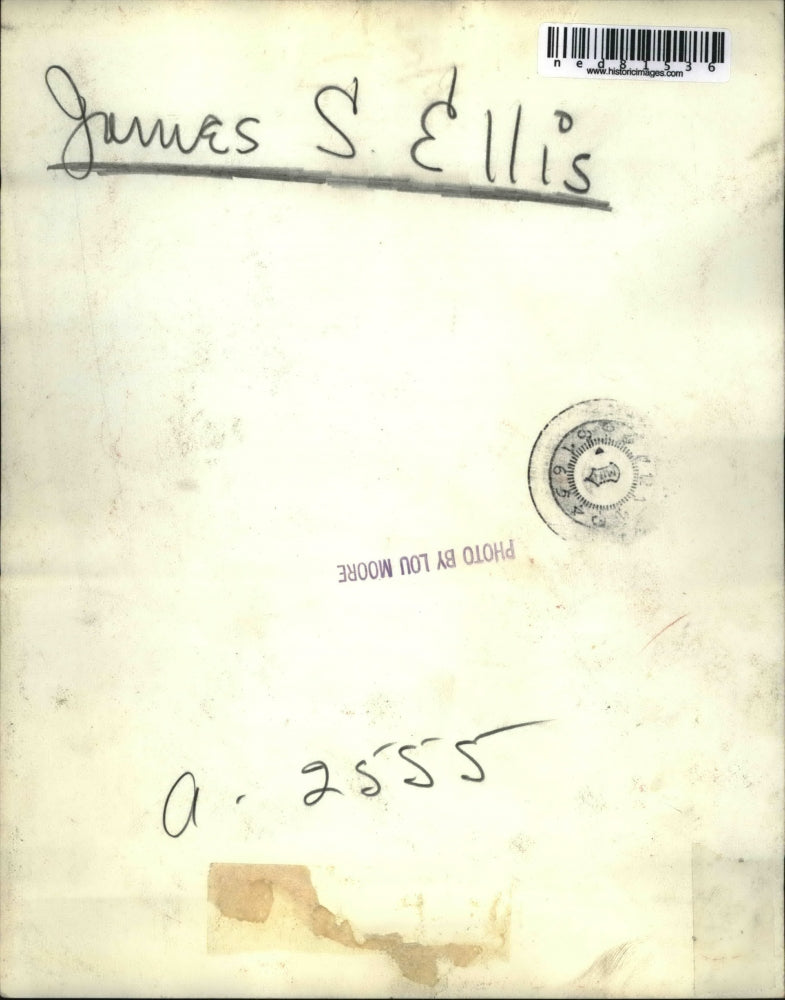 ned81536
www.historicimages.com
James S. Ellis
PHOTO BY LOU MOORE
a. 2555